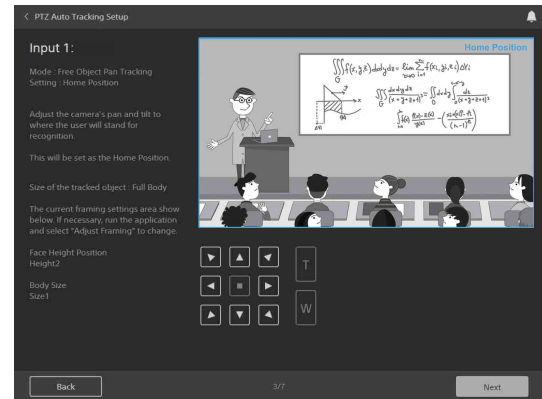 PTZ Auto Tracking Setup
Input 1:
Mode : Free Object Pan Tracking
Setting : Home Position
Adjust the camera's pan and tilt to
where the user will stand for
recognition.
This will be set as the Home Position.
Size of the tracked object : Full Body
The current framing settings area show
below. If necessary, run the application
and select "Adjust Framing" to change.
Face Height Position
Height2
Body Size
Size1
Home Position
T
W
Back
3/7
Next